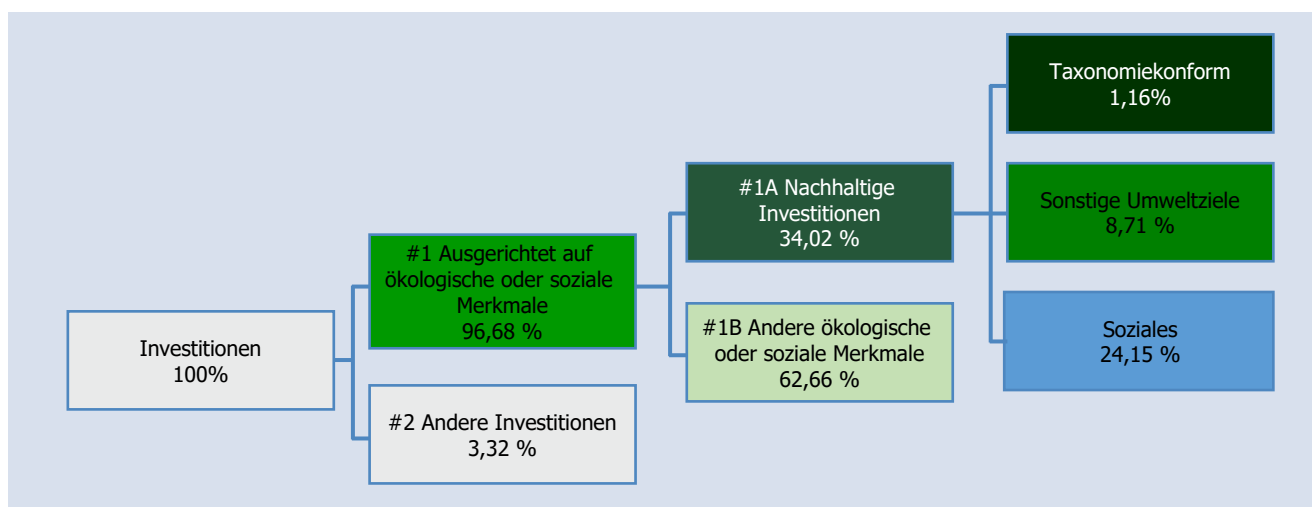 Investitionen
100%
#1 Ausgerichtet auf
ökologische oder soziale
Merkmale
96,68 %
#2 Andere Investitionen
3,32 %
#1A Nachhaltige
Investitionen
34,02 %
#1B Andere ökologische
oder soziale Merkmale
62,66 %
Taxonomiekonform
1,16%
Sonstige Umweltziele
8,71 %
Soziales
24,15 %